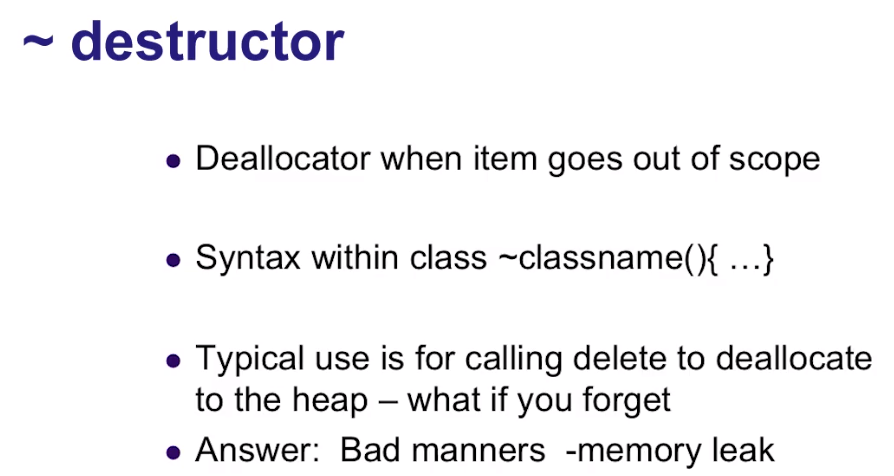 ~ destructor
● Deallocator when item goes out of scope
● Syntax within class ~classname(){ …}
● Typical use is for calling delete to deallocate
to the heap – what if you forget
● Answer:  Bad manners  -memory leak